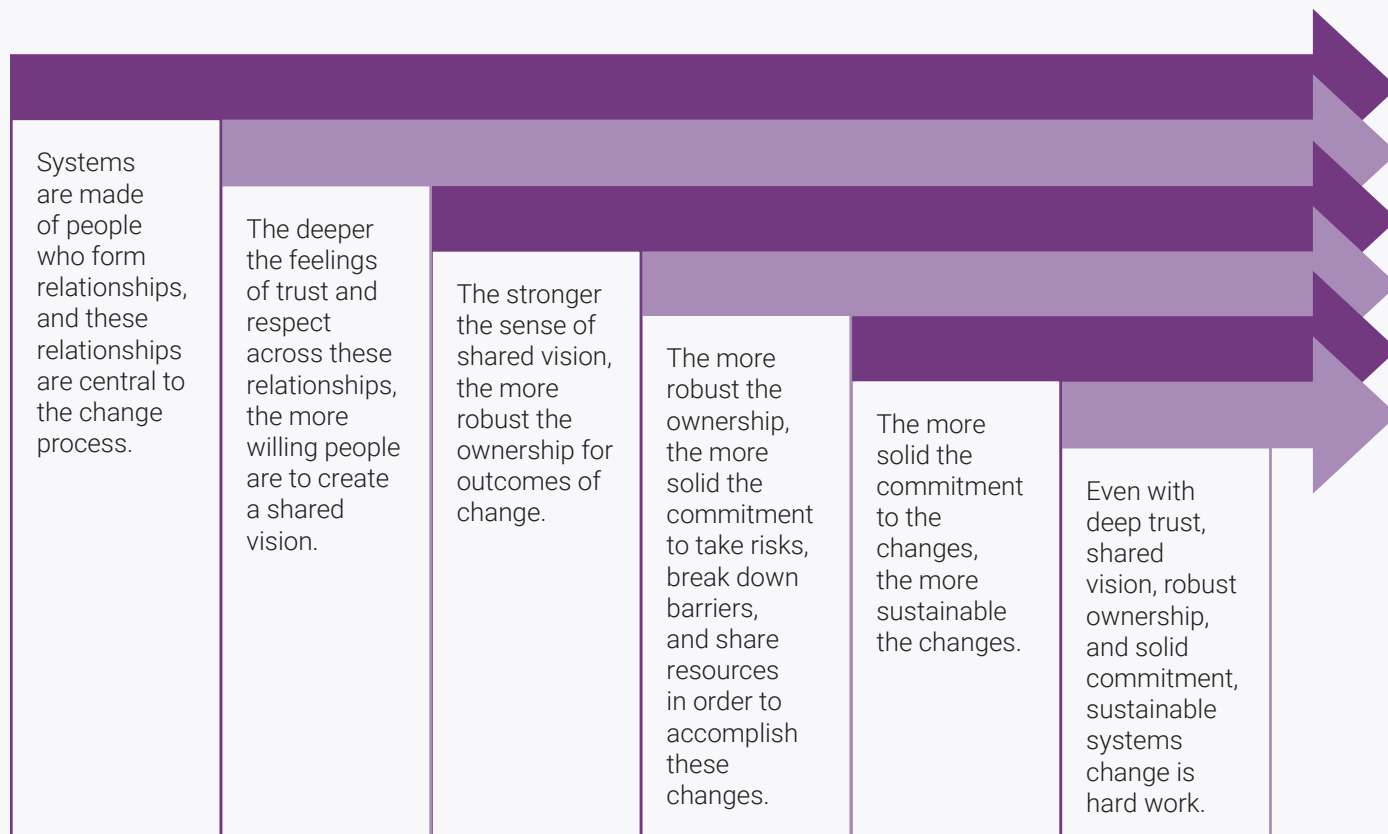 Systems
are made
of people
who form
relationships,
and these
relationships
are central to
the change
process.
The deeper
the feelings
of trust and
respect
across these
relationships,
the more
willing people
are to create
a shared
vision.
The stronger
the sense of
shared vision,
the more
robust the
ownership for
outcomes of
change.
The more
robust the
ownership,
the more
solid the
commitment
to take risks,
break down
barriers,
and share
resources
in order to
accomplish
these
changes.
The more
solid the
commitment
to the
changes,
the more
sustainable
the changes.
Even with
deep trust,
shared
vision, robust
ownership,
and solid
commitment,
sustainable
systems
change is
hard work.